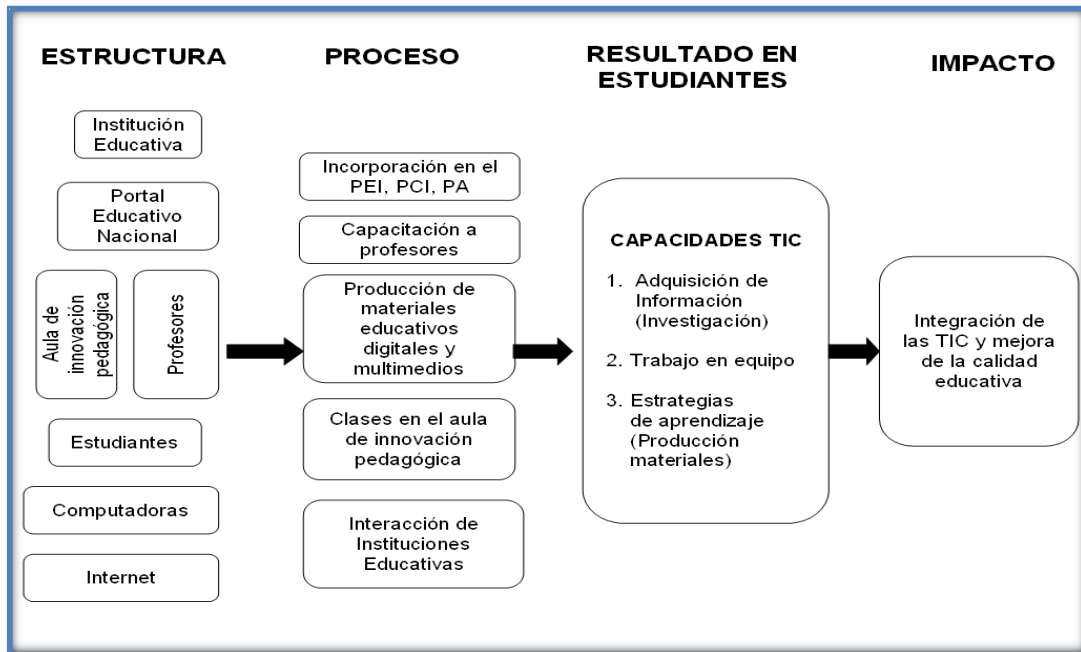 ESTRUCTURA
Institución
Educativa
Portal
Educativo
Nacional
Aula de
innovación
pedagógica
Profesores
Estudiantes
Computadoras
Internet
PROCESO
Incorporación en el
PEI, PCI, PA
Capacitación a
profesores
Producción de
materiales
educativos
digitales y
multimedios
Clases en el aula
de innovación
pedagógica
Interacción de
Instituciones
Educativas
RESULTADO EN
ESTUDIANTES
CAPACIDADES TIC
1. Adquisición de
Información
(Investigación)
2. Trabajo en equipo
3. Estrategias
de aprendizaje
(Producción
materiales)
IMPACTO
Integración de
las TIC y mejora
de la calidad
educativa